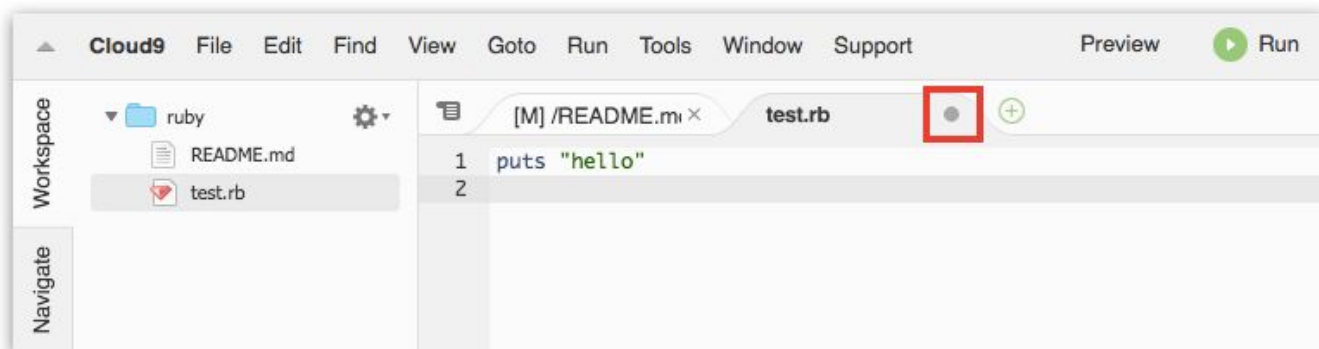 Cloud9 File Edit Find View Goto Run Tools Window Support Preview Run
Workspace
Navigate
ruby
README.md
test.rb
[M] /README.m test.rb
1 puts "hello"
2